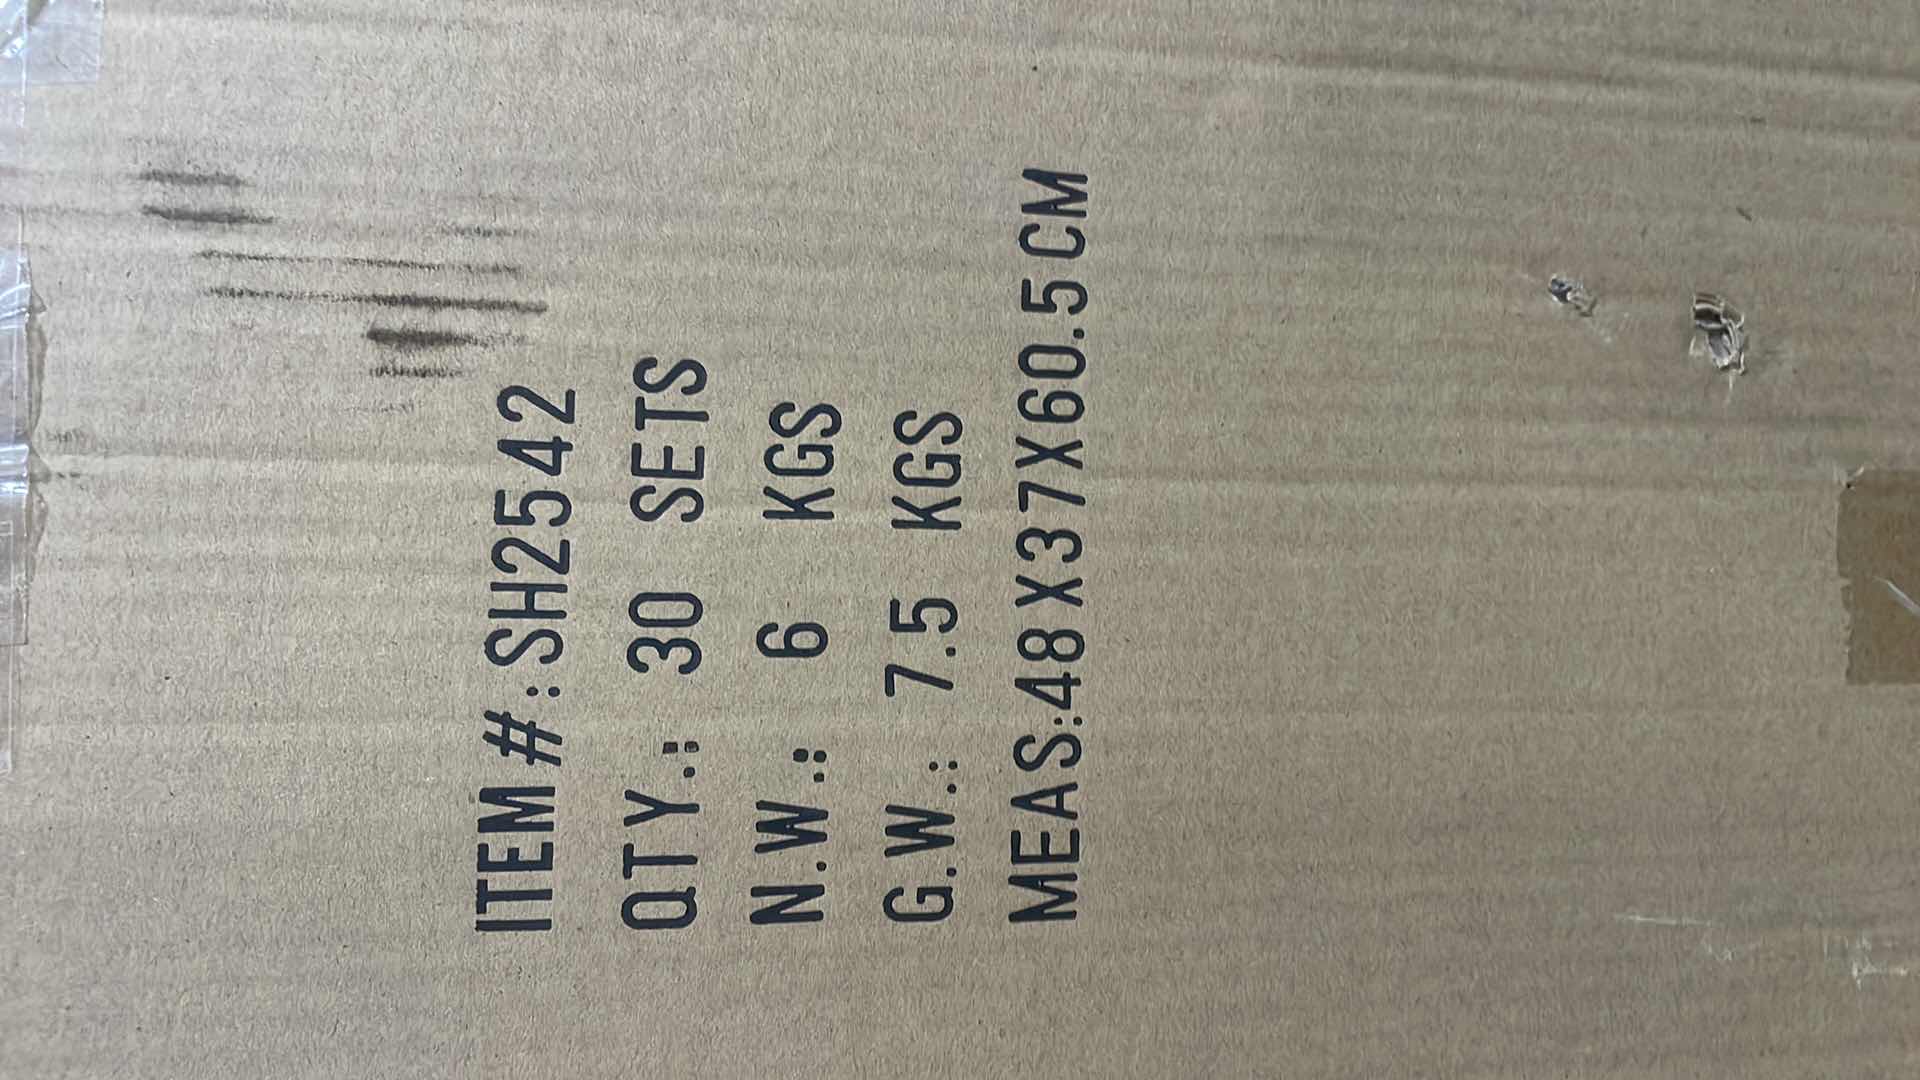 ITEM #.:SH2542
QTY.: 30 SETS
N.W.: 6 KGS
G.W.: 7.5 KGS
MEAS:48X37X60.5CM